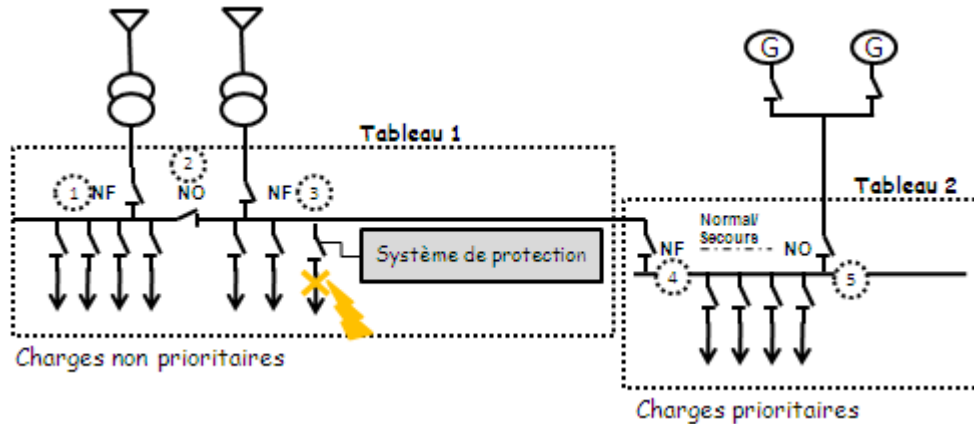 G G
Tableau 1
2
1 NF NO NF 3
Tableau 2
Normal/
Secours
NF NO
Système de protection
4 5
Charges non prioritaires
Charges prioritaires